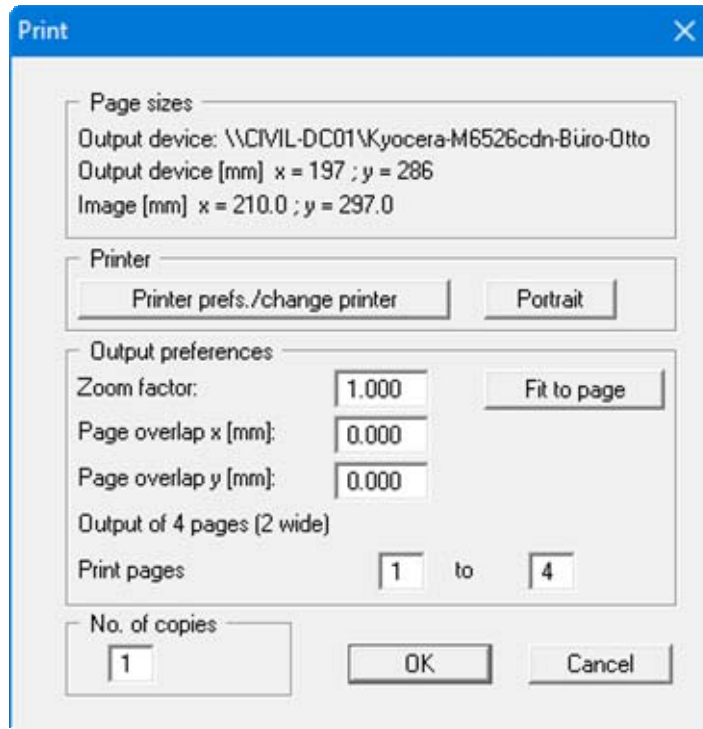 Print
Page sizes
Output device: \\CIVIL-DC01\Kyocera-M6526cdn-Büro-Otto
Output device [mm]  x = 197 ; y = 286
Image [mm]  x = 210.0 ; y = 297.0
Printer
Printer prefs./change printer Portrait
Output preferences
Zoom factor: 1.000 Fit to page
Page overlap x [mm]: 0.000
Page overlap y [mm]: 0.000
Output of 4 pages (2 wide)
Print pages 1 to 4
No. of copies
1 OK Cancel